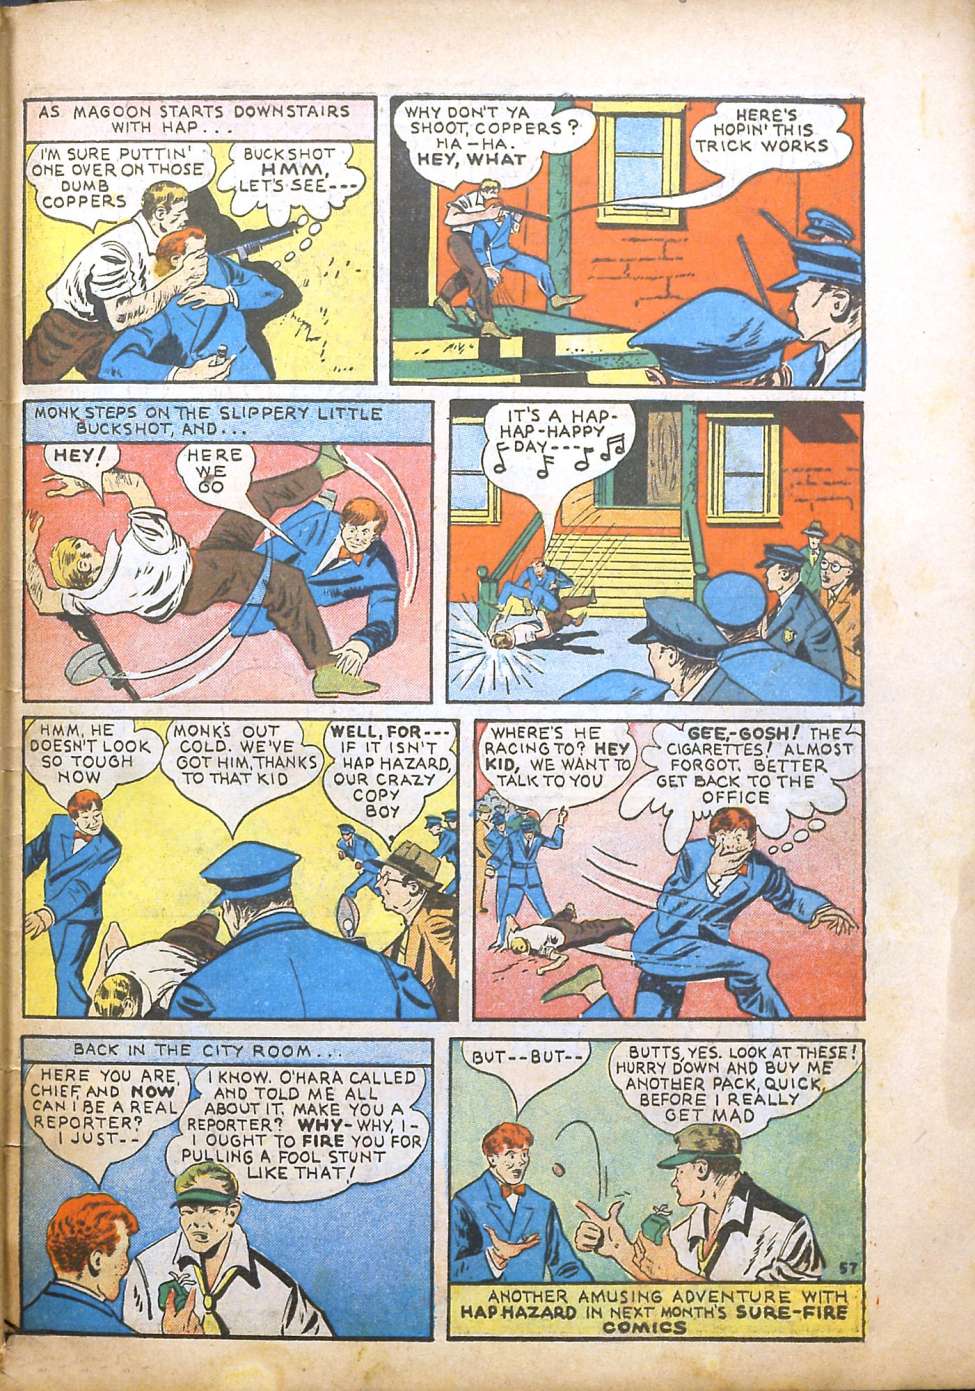 AS MAGOON STARTS DOWNSTAIRS
WITH HAP...
I'M SURE PUTTIN'
ONE OVER ON THOSE
DUMB
COPPERS
BUCKSHOT
HMM,
LET'S SEE---
WHY DON'T YA
SHOOT, COPPERS?
HA-HA.
HEY, WHAT
HERE'S
HOPIN' THIS
TRICK WORKS
MONK STEPS ON THE SLIPPERY LITTLE
BUCKSHOT, AND...
HEY!
HERE
WE
GO
IT'S A HAP-
HAP-HAPPY
DAY----
HMM, HE
DOESN'T LOOK
SO TOUGH
NOW
MONK'S OUT
COLD. WE'VE
GOT HIM, THANKS
TO THAT KID
WELL, FOR---
IF IT ISN'T
HAP HAZARD,
OUR CRAZY
COPY
BOY
WHERE'S HE
RACING TO? HEY
KID, WE WANT TO
TALK TO YOU
GEE,-GOSH! THE
CIGARETTES! ALMOST
FORGOT. BETTER
GET BACK TO THE
OFFICE
BACK IN THE CITY ROOM...
HERE YOU ARE,
CHIEF, AND NOW
CAN I BE A REAL
REPORTER?
I JUST--
I KNOW. O'HARA CALLED
AND TOLD ME ALL
ABOUT IT. MAKE YOU A
REPORTER? WHY-WHY, I-
I OUGHT TO FIRE YOU FOR
PULLING A FOOL STUNT
LIKE THAT!
BUT--BUT--
BUTTS, YES. LOOK AT THESE!
HURRY DOWN AND BUY ME
ANOTHER PACK, QUICK,
BEFORE I REALLY
GET MAD
57
ANOTHER AMUSING ADVENTURE WITH
HAP HAZARD IN NEXT MONTH'S SURE-FIRE
COMICS